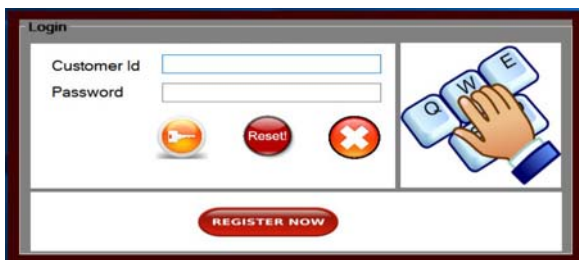 Login
Customer Id
Password
Reset!
Q W E
REGISTER NOW